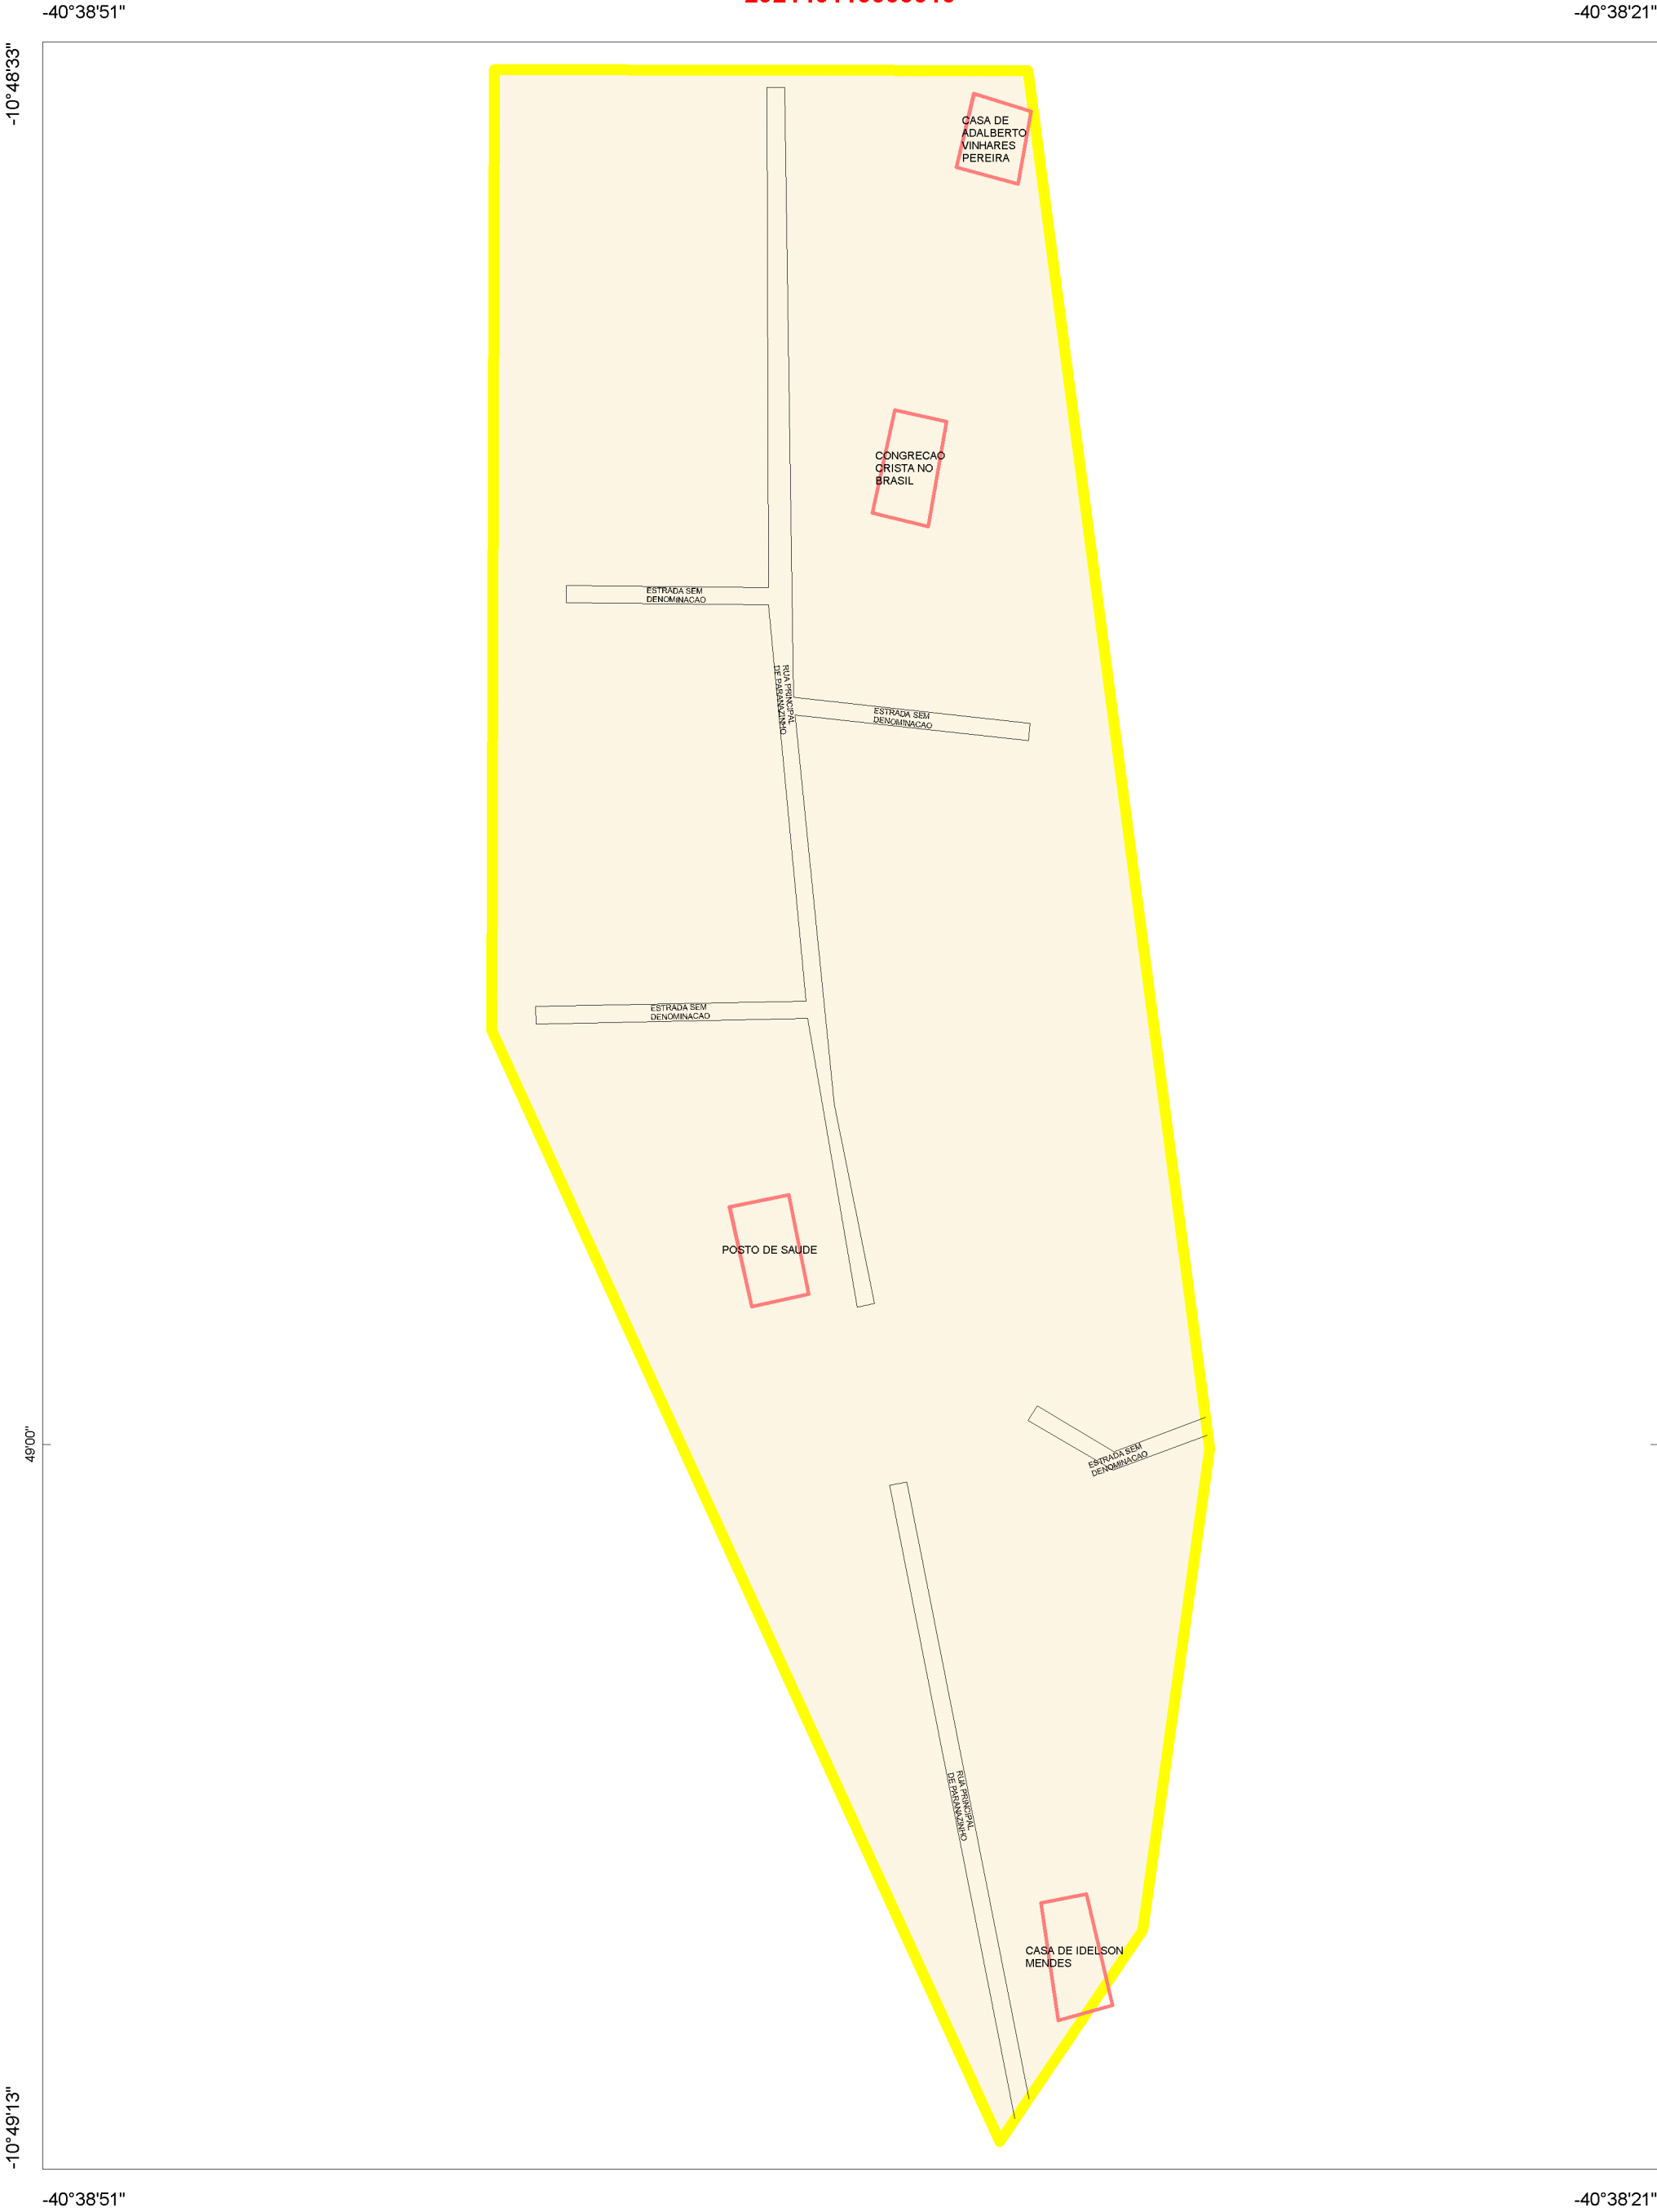 -40°38'51"
-40°38'21"
-10°48'33"
CASA DE
ADALBERTO
VINHARES
PEREIRA
CONGRECAO
CRISTA NO
BRASIL
ESTRADA SEM
DENOMINACAO
RUA PRINCIPAL
DE PARANAZINHO
ESTRADA SEM
DENOMINACAO
ESTRADA SEM
DENOMINACAO
POSTO DE SAUDE
49'00"
ESTRADA SEM
DENOMINACAO
RUA PRINCIPAL
DE PARANAZINHO
CASA DE IDELSON
MENDES
-10°49'13"
-40°38'51"
-40°38'21"